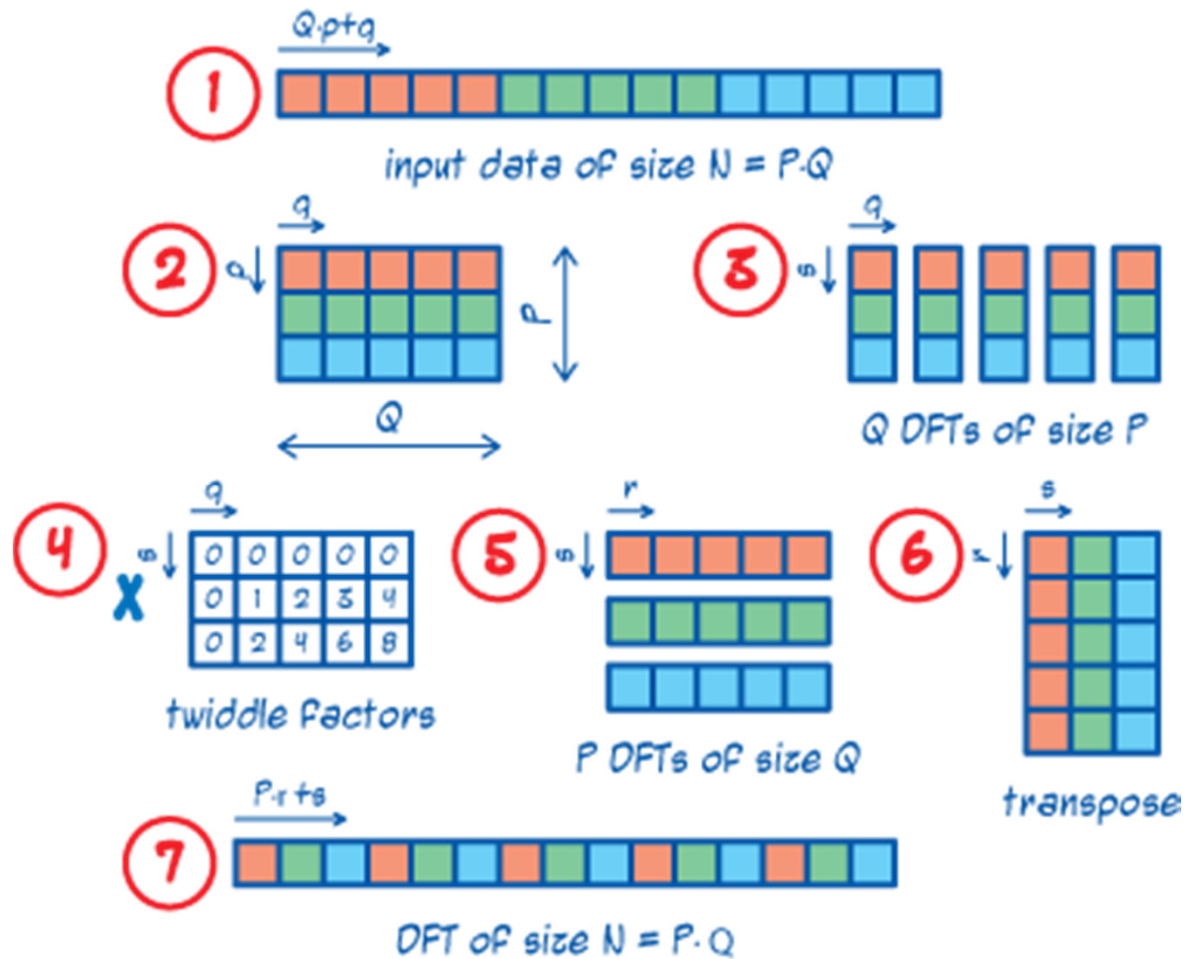 Q·p+q
1
input data of size N = P·Q
2
q
p
P
Q
3
q
s
Q DFTs of size P
4
q
s
X
0 0 0 0 0
0 1 2 3 4
0 2 4 6 8
twiddle factors
5
r
s
P DFTs of size Q
6
s
r
transpose
7
P·r+s
DFT of size N = P·Q